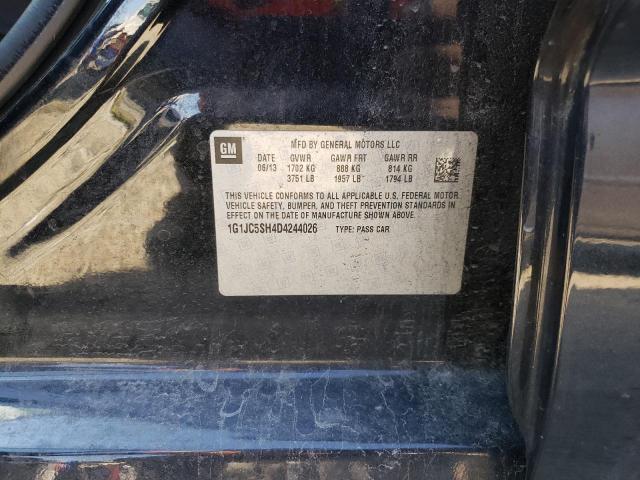 GM
MFD BY GENERAL MOTORS LLC
DATE GVWR GAWR FRT GAWR RR
06/13 1702 KG 888 KG 814 KG
3751 LB 1957 LB 1794 LB
THIS VEHICLE CONFORMS TO ALL APPLICABLE U.S. FEDERAL MOTOR
VEHICLE SAFETY, BUMPER, AND THEFT PREVENTION STANDARDS IN
EFFECT ON THE DATE OF MANUFACTURE SHOWN ABOVE.
1G1JC5SH4D4244026 TYPE: PASS CAR